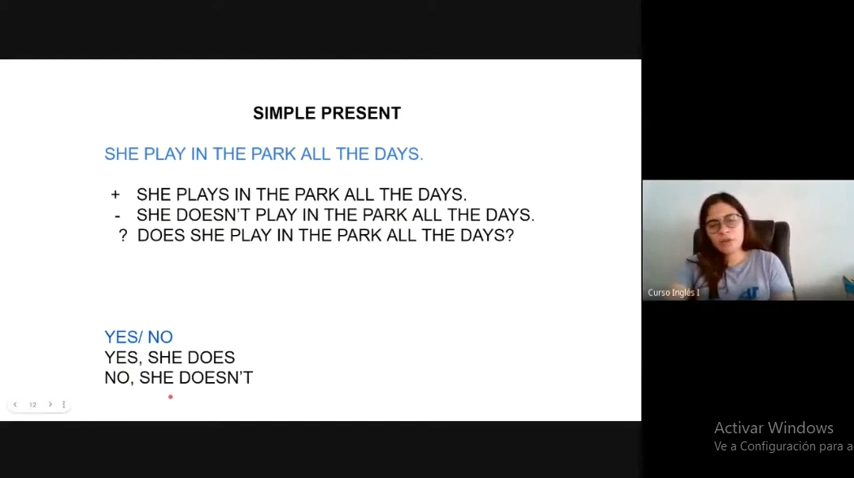 SIMPLE PRESENT
SHE PLAY IN THE PARK ALL THE DAYS.
+ SHE PLAYS IN THE PARK ALL THE DAYS.
- SHE DOESN'T PLAY IN THE PARK ALL THE DAYS.
? DOES SHE PLAY IN THE PARK ALL THE DAYS?
YES/ NO
YES, SHE DOES
NO, SHE DOESN'T
12
Curso Inglés I
Activar Windows
Ve a Configuración para a